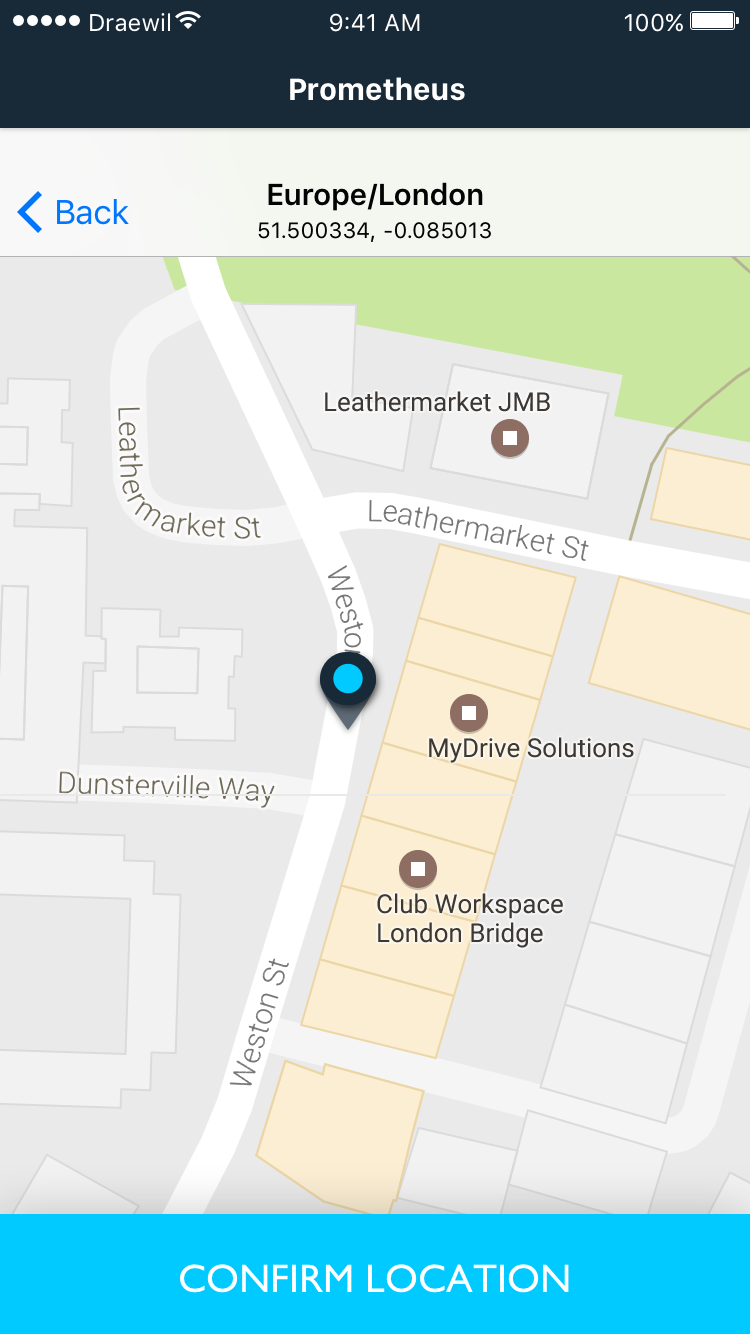 Draewil 9:41 AM 100%
Prometheus
Back
Europe/London
51.500334, -0.085013
Leathermarket JMB
Leathermarket St
Leathermarket St
Weston
MyDrive Solutions
Dunsterville Way
Club Workspace
London Bridge
Weston St
CONFIRM LOCATION